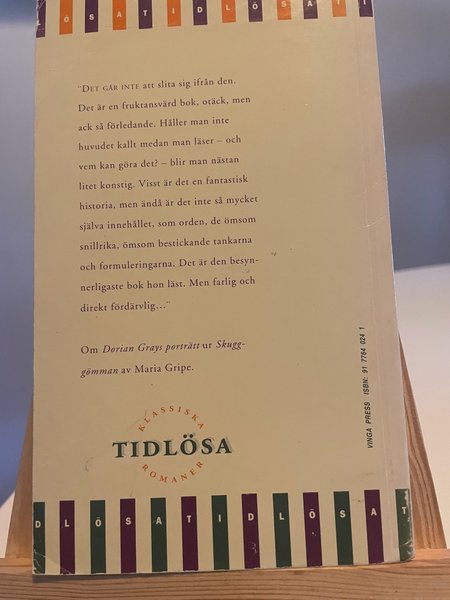 ÖSATIDLÖSATI
"DET GÅR INTE att slita sig ifrån den.
Det är en fruktansvärd bok, otäck, men
ack så förledande. Håller man inte
huvudet kallt medan man läser – och
vem kan göra det? – blir man nästan
litet konstig. Visst är det en fantastisk
historia, men ändå är det inte så mycket
själva innehållet, som orden, de ömsom
snillrika, ömsom bestickande tankarna
och formuleringarna. Det är den besyn-
nerligaste bok hon läst. Men farlig och
direkt fördärvlig..."
Om Dorian Grays porträtt ur Skugg-
gömman av Maria Gripe.
VINGA PRESS ISBN: 91 7764 024 1
KLASSISKA
TIDLÖSA
ROMANER
DLÖSATIDLÖSAT